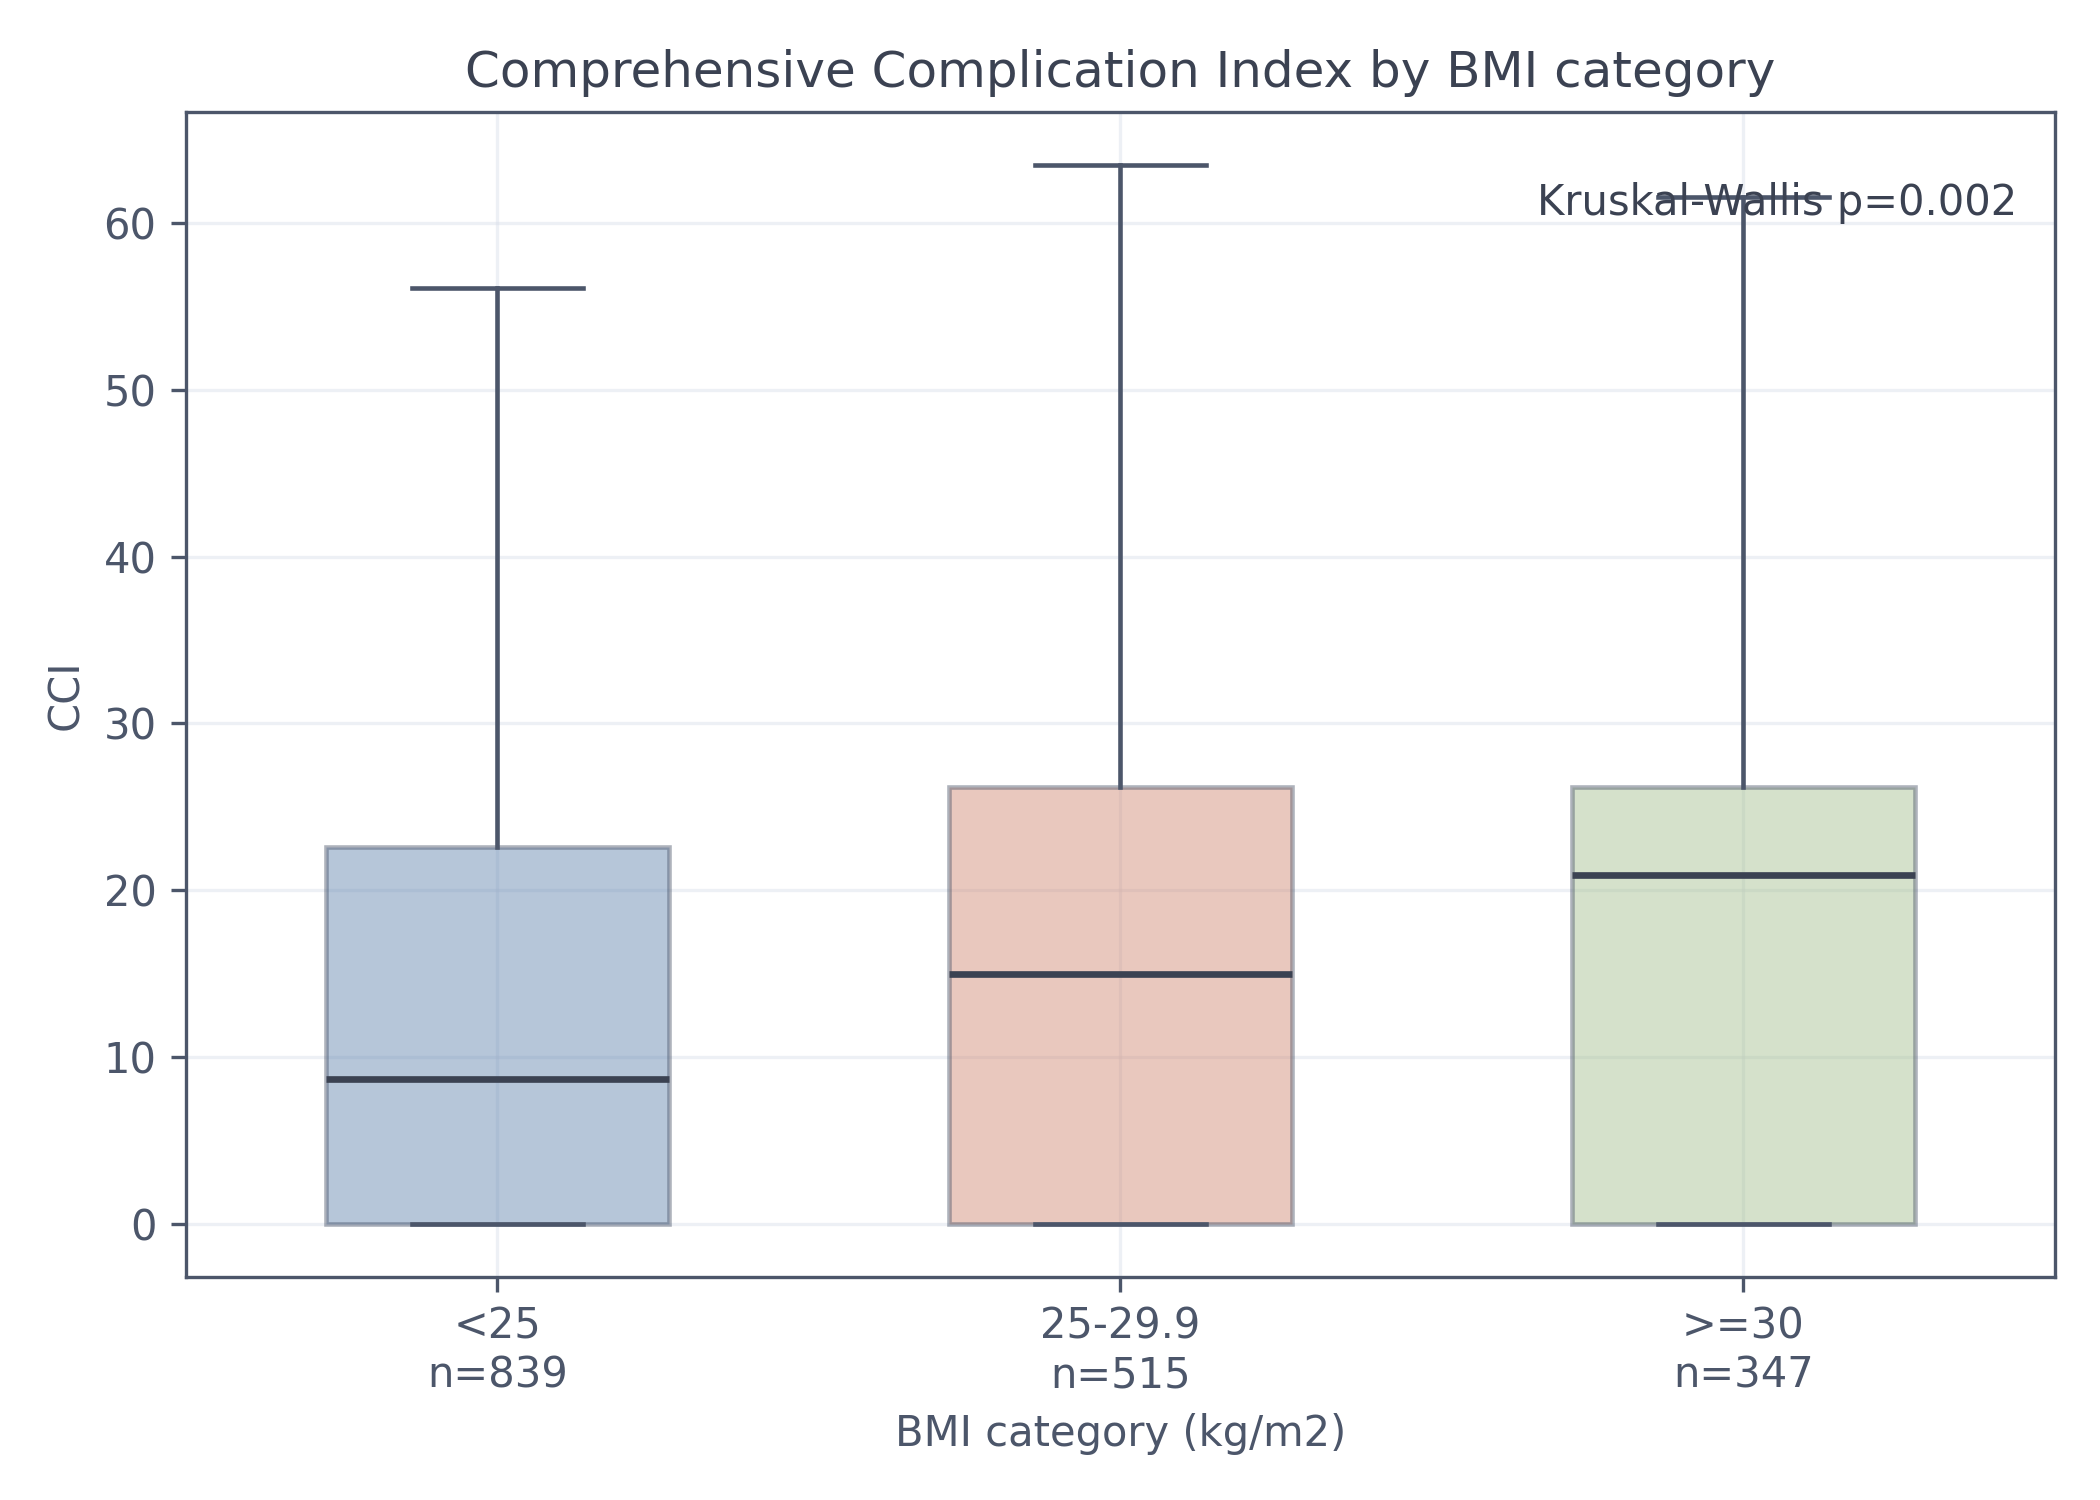 Comprehensive Complication Index by BMI category
Kruskal-Wallis p=0.002
60
50
40
30
20
10
0
CCI
<25
n=839
25-29.9
n=515
>=30
n=347
BMI category (kg/m2)